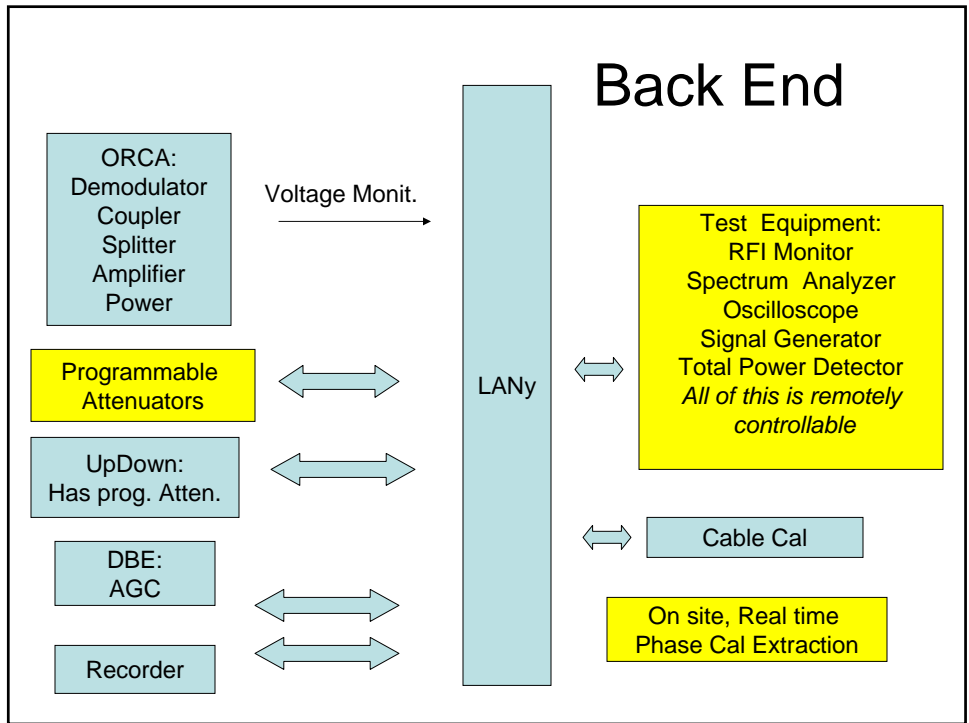 Back End
ORCA:
Demodulator
Coupler
Splitter
Amplifier
Power
Voltage Monit.
Programmable
Attenuators
UpDown:
Has prog. Atten.
DBE:
AGC
Recorder
LANy
Test Equipment:
RFI Monitor
Spectrum Analyzer
Oscilloscope
Signal Generator
Total Power Detector
All of this is remotely
controllable
Cable Cal
On site, Real time
Phase Cal Extraction